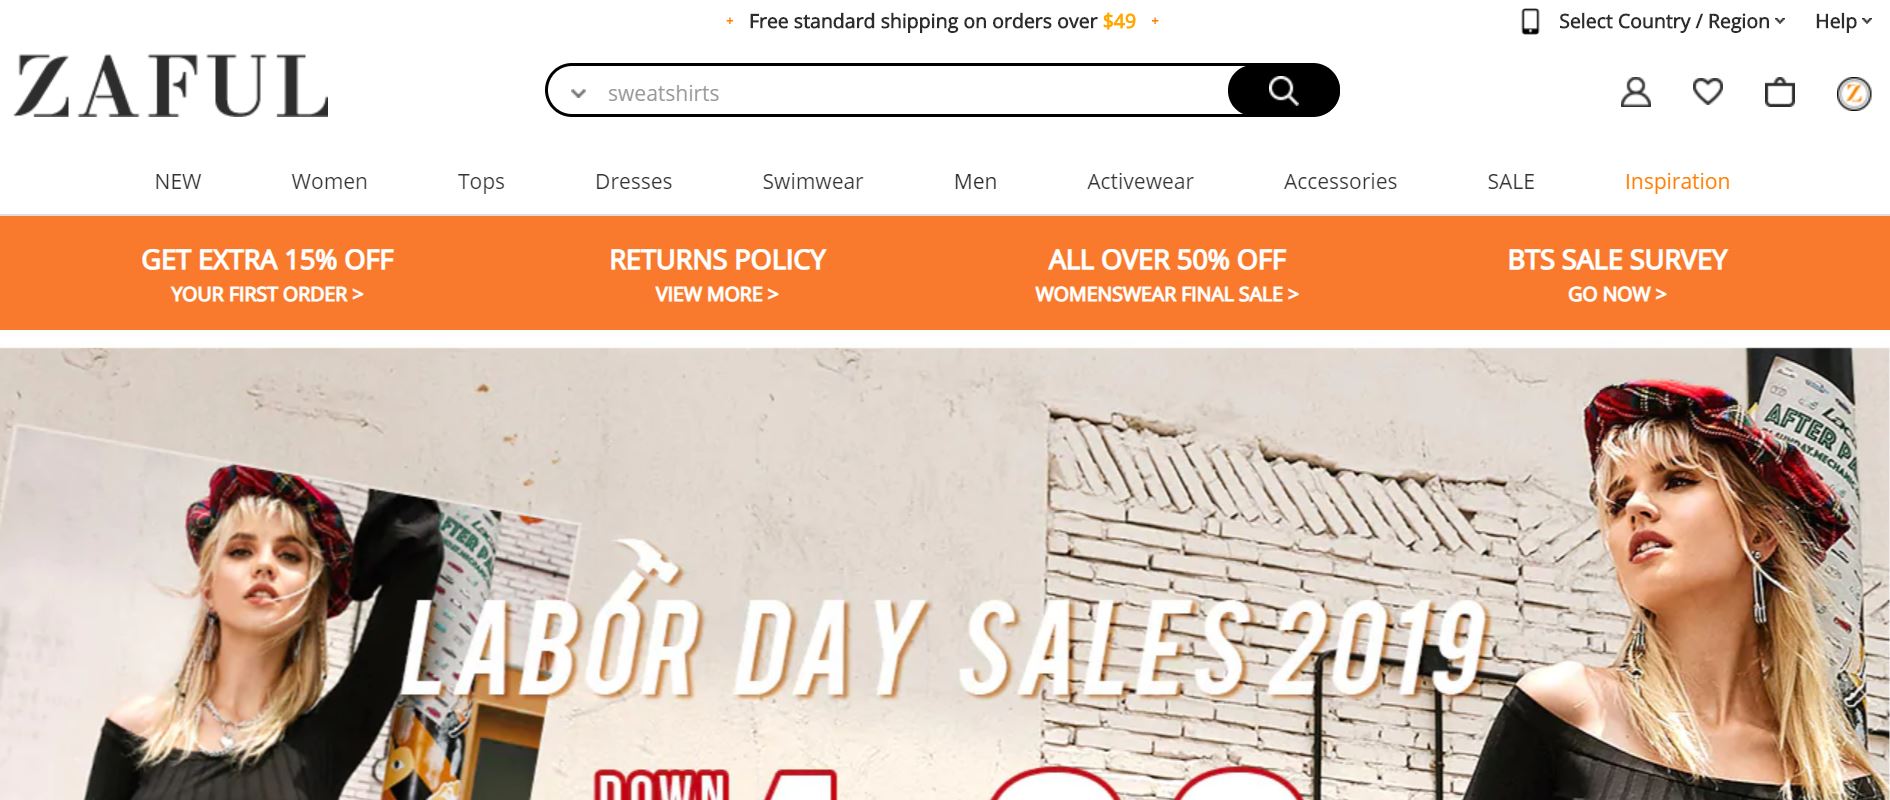 Free standard shipping on orders over $49
Select Country / Region
Help
ZAFUL
sweatshirts
Z
NEW
Women
Tops
Dresses
Swimwear
Men
Activewear
Accessories
SALE
Inspiration
GET EXTRA 15% OFF
YOUR FIRST ORDER >
RETURNS POLICY
VIEW MORE >
ALL OVER 50% OFF
WOMENSWEAR FINAL SALE >
BTS SALE SURVEY
GO NOW >
AFTER P
AFTER P
LABOR DAY SALES 2019
DOWN